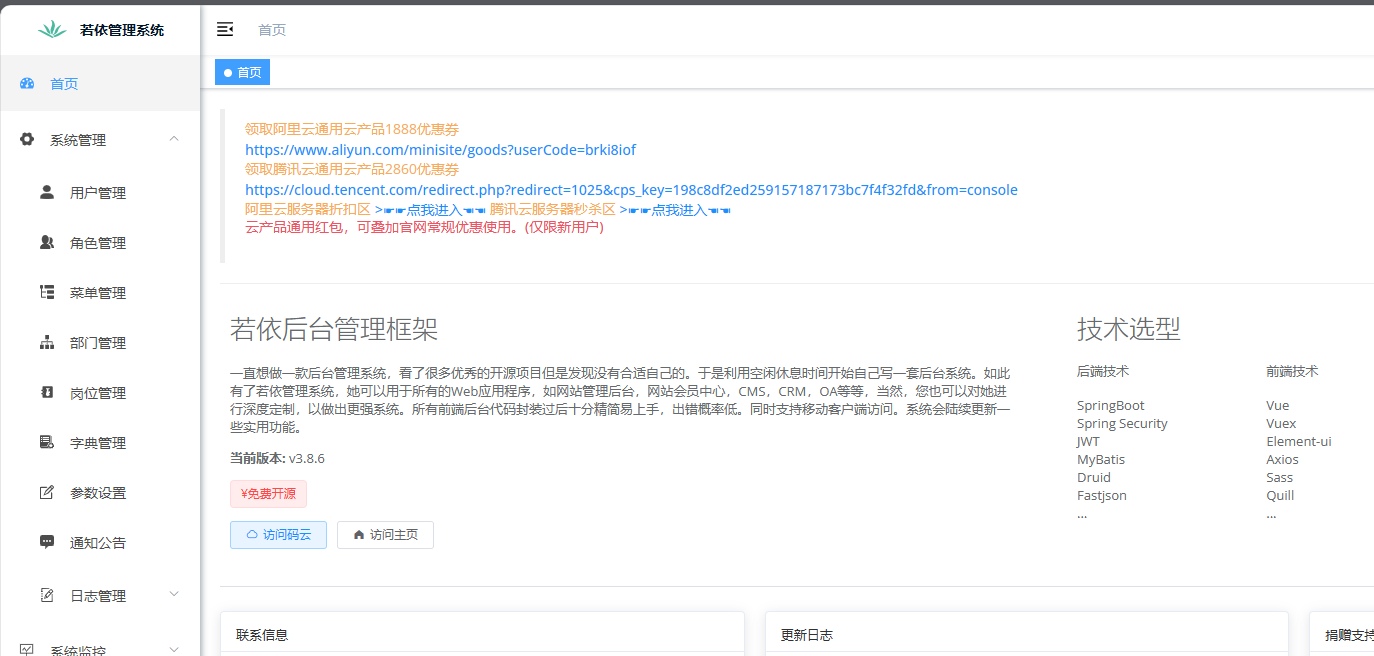 若依管理系统
首页
首页
首页
系统管理
用户管理
角色管理
菜单管理
部门管理
岗位管理
字典管理
参数设置
通知公告
日志管理
系统监控
领取阿里云通用云产品1888优惠券
https://www.aliyun.com/minisite/goods?userCode=brki8iof
领取腾讯云通用云产品2860优惠券
https://cloud.tencent.com/redirect.php?redirect=1025&cps_key=198c8df2ed259157187173bc7f4f32fd&from=console
阿里云服务器折扣区 >☛☛点我进入☚☚ 腾讯云服务器秒杀区 >☛☛点我进入☚☚
云产品通用红包，可叠加官网常规优惠使用。(仅限新用户)
若依后台管理框架
一直想做一款后台管理系统，看了很多优秀的开源项目但是发现没有合适自己的。于是利用空闲休息时间开始自己写一套后台系统。如此
有了若依管理系统，她可以用于所有的Web应用程序，如网站管理后台，网站会员中心，CMS，CRM，OA等等，当然，您也可以对她进
行深度定制，以做出更强系统。所有前端后台代码封装过后十分精简易上手，出错概率低。同时支持移动客户端访问。系统会陆续更新一
些实用功能。
当前版本: v3.8.6
¥免费开源
访问码云
访问主页
技术选型
后端技术
SpringBoot
Spring Security
JWT
MyBatis
Druid
Fastjson
...
前端技术
Vue
Vuex
Element-ui
Axios
Sass
Quill
...
联系信息
更新日志
捐赠支持